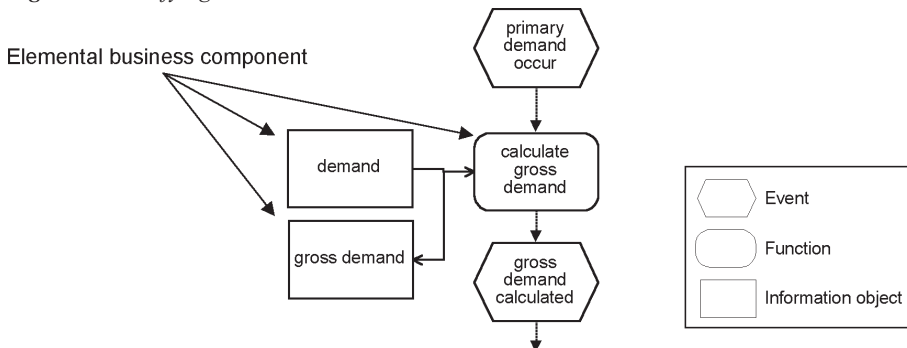 Elemental business component
primary
demand
occur
demand
calculate
gross
demand
gross demand
gross
demand
calculated
Event
Function
Information object